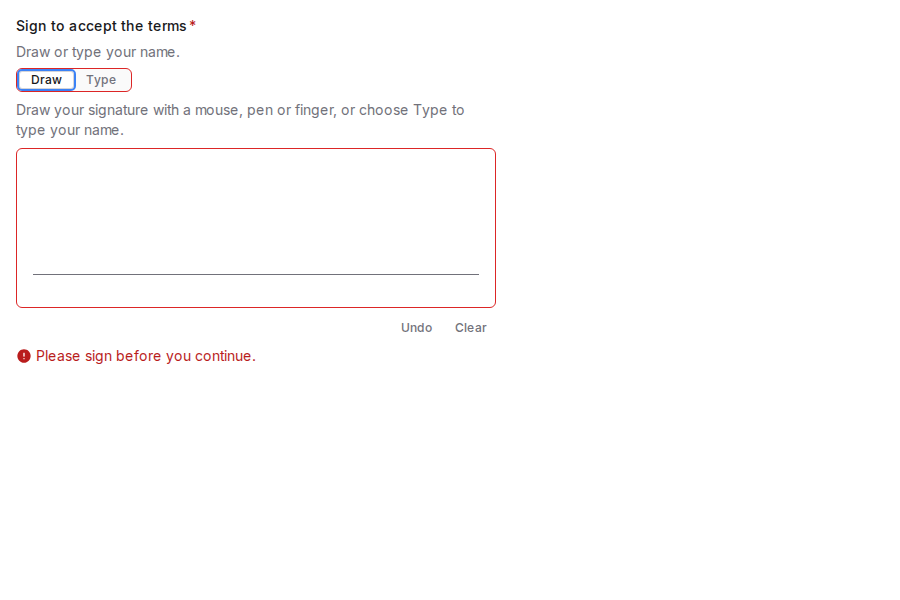 Sign to accept the terms*
Draw or type your name.
Draw Type
Draw your signature with a mouse, pen or finger, or choose Type to
type your name.
Undo Clear
Please sign before you continue.